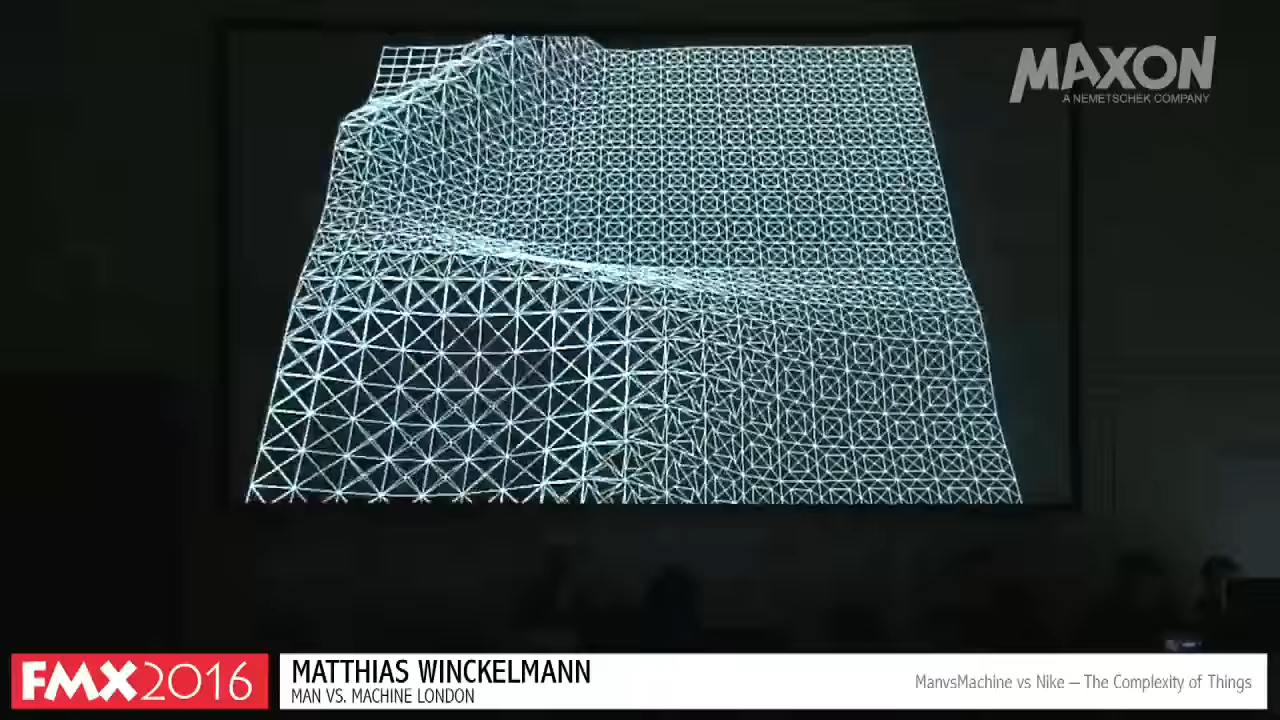 MAXON
A NEMETSCHEK COMPANY
FMX2016
MATTHIAS WINCKELMANN
MAN VS. MACHINE LONDON
ManvsMachine vs Nike – The Complexity of Things